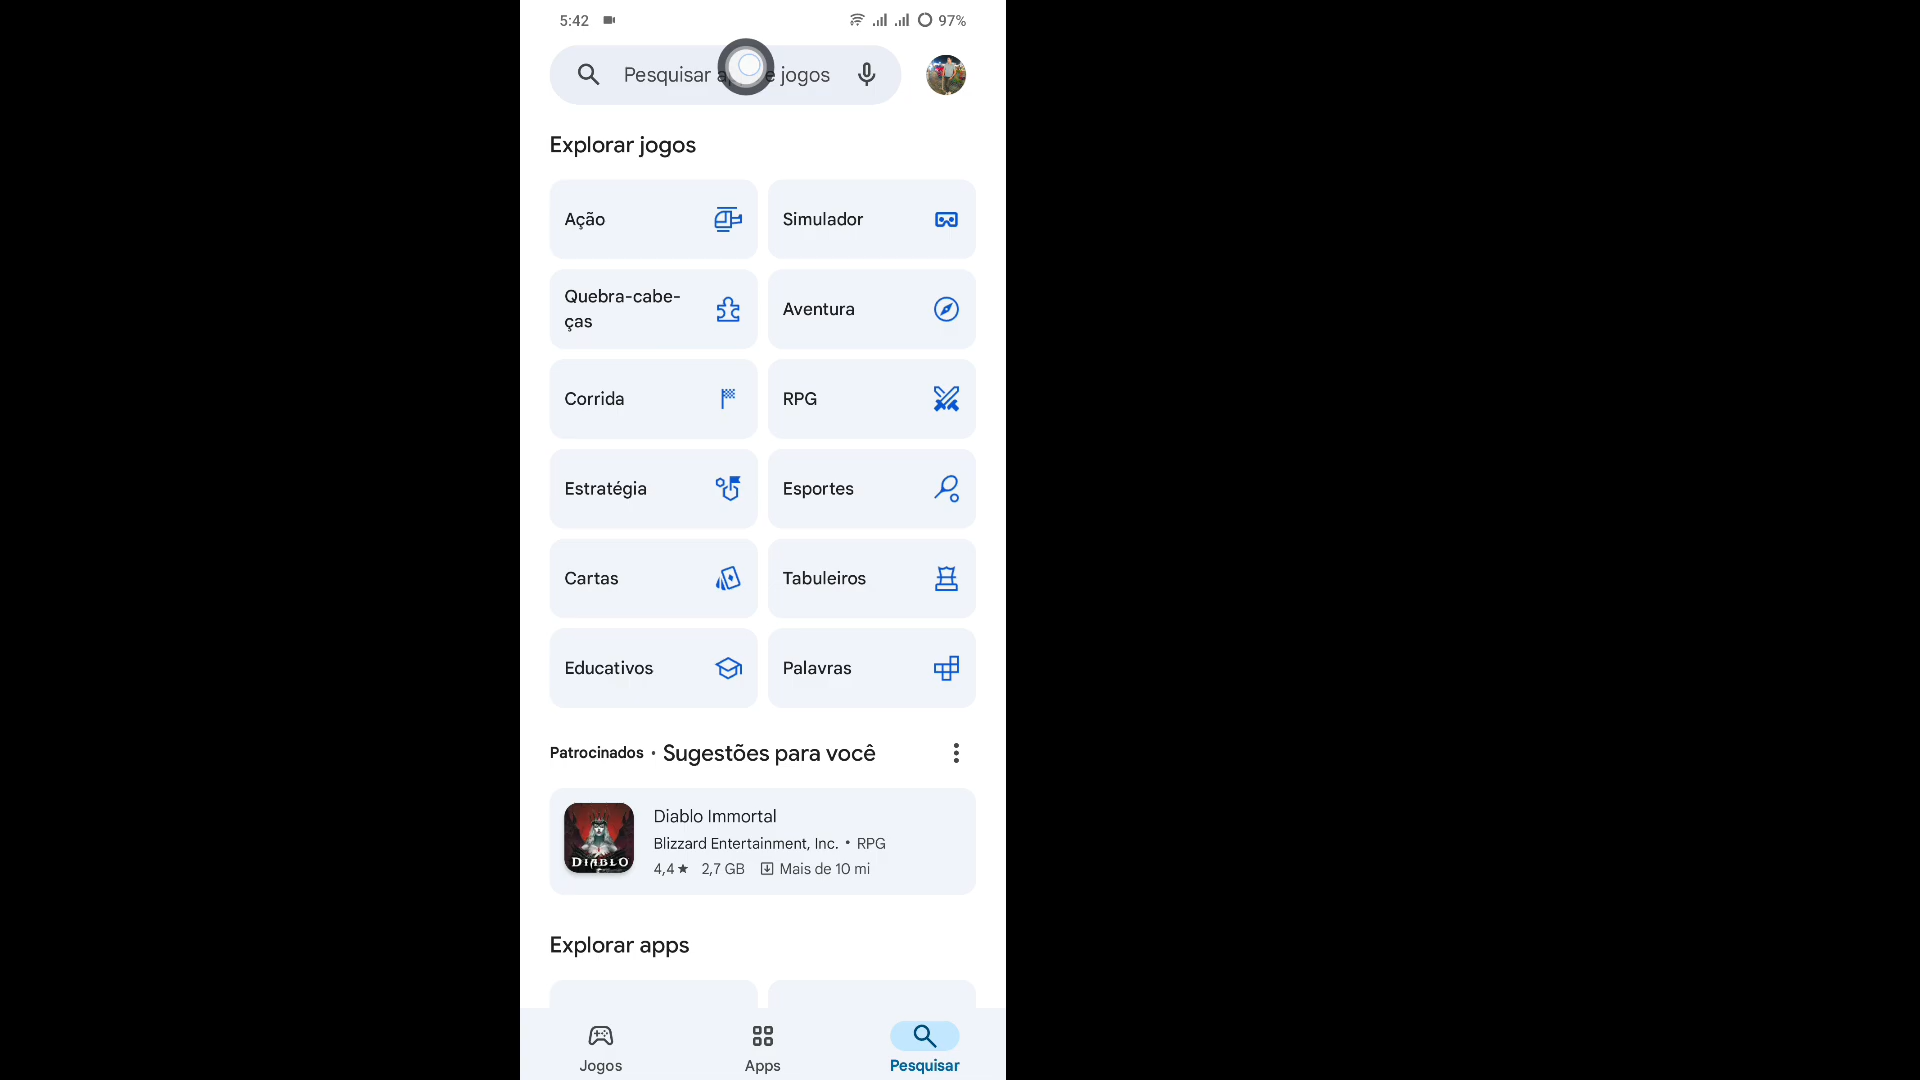 5:42 97%
Pesquisar a e jogos
Explorar jogos
Ação
Simulador
Quebra-cabe-
ças
Aventura
Corrida
RPG
Estratégia
Esportes
Cartas
Tabuleiros
Educativos
Palavras
Patrocinados • Sugestões para você
DIABLO
Diablo Immortal
Blizzard Entertainment, Inc. • RPG
4,4★ 2,7 GB Mais de 10 mi
Explorar apps
Jogos
Apps
Pesquisar